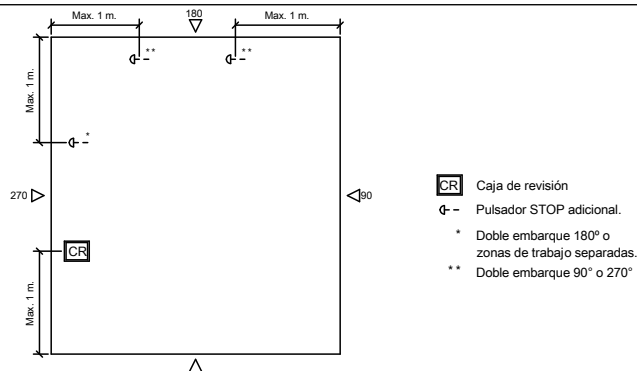 Max. 1 m.
180
Max. 1 m.
* *
* *
Max. 1 m.
*
270
90
CR
Max. 1 m.
CR Caja de revisión
Pulsador STOP adicional.
* Doble embarque 180º o
zonas de trabajo separadas.
* * Doble embarque 90° o 270°